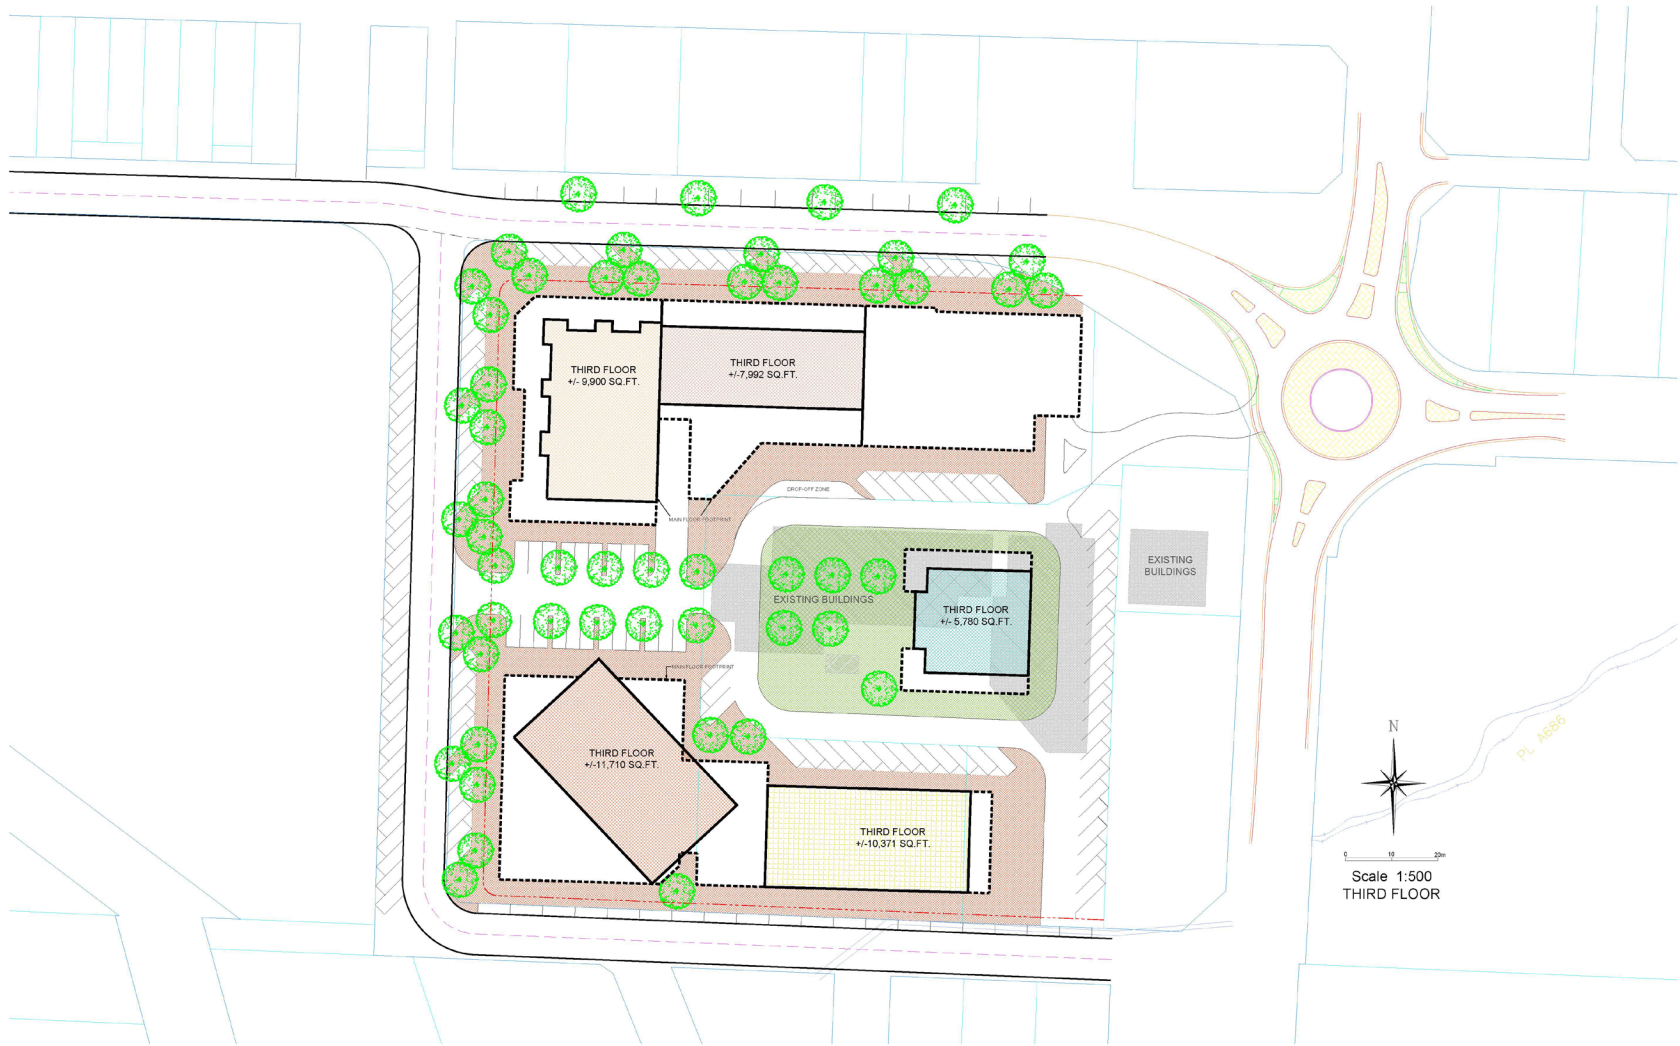 THIRD FLOOR
+/- 9,900 SQ.FT.
THIRD FLOOR
+/-7,992 SQ.FT.
DROP-OFF ZONE
MAIN FLOOR FOOTPRINT
EXISTING
BUILDINGS
EXISTING BUILDINGS
THIRD FLOOR
+/- 5,780 SQ.FT.
MAIN FLOOR FOOTPRINT
THIRD FLOOR
+/-11,710 SQ.FT.
THIRD FLOOR
+/-10,371 SQ.FT.
PL A686
N
0 10 20m
Scale 1:500
THIRD FLOOR